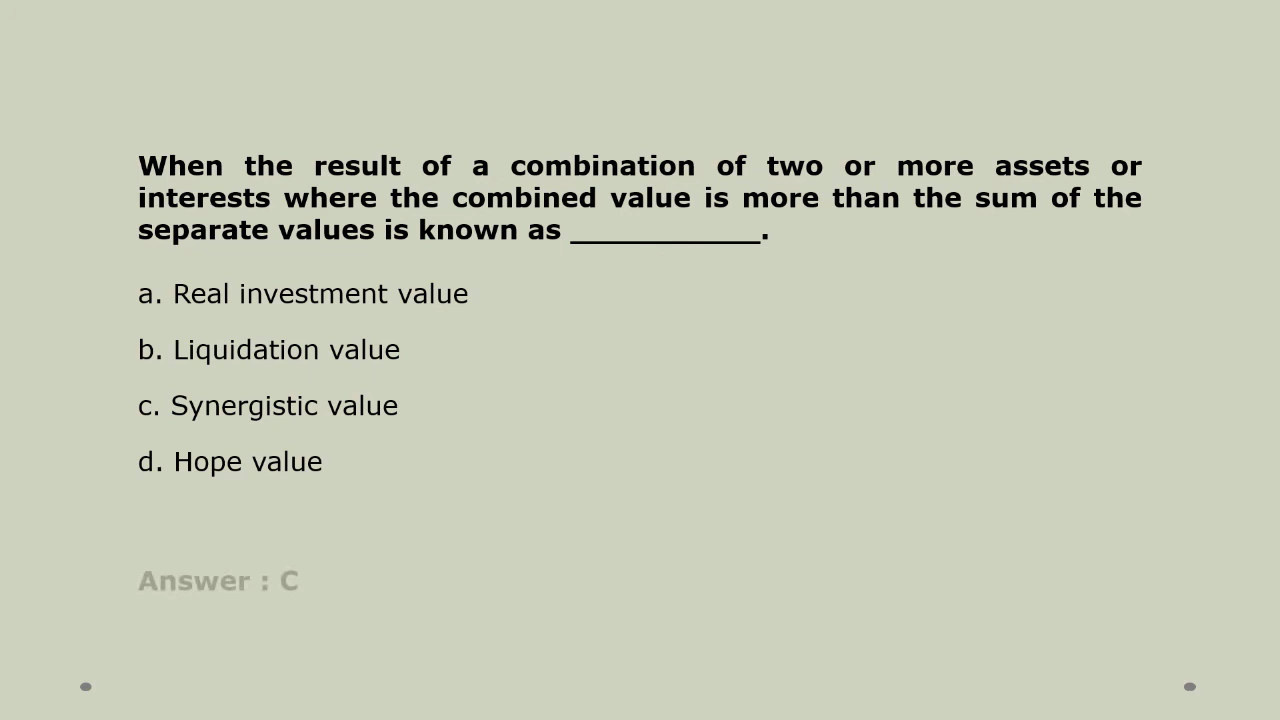 When the result of a combination of two or more assets or
interests where the combined value is more than the sum of the
separate values is known as ____________.
a. Real investment value
b. Liquidation value
c. Synergistic value
d. Hope value
Answer : C